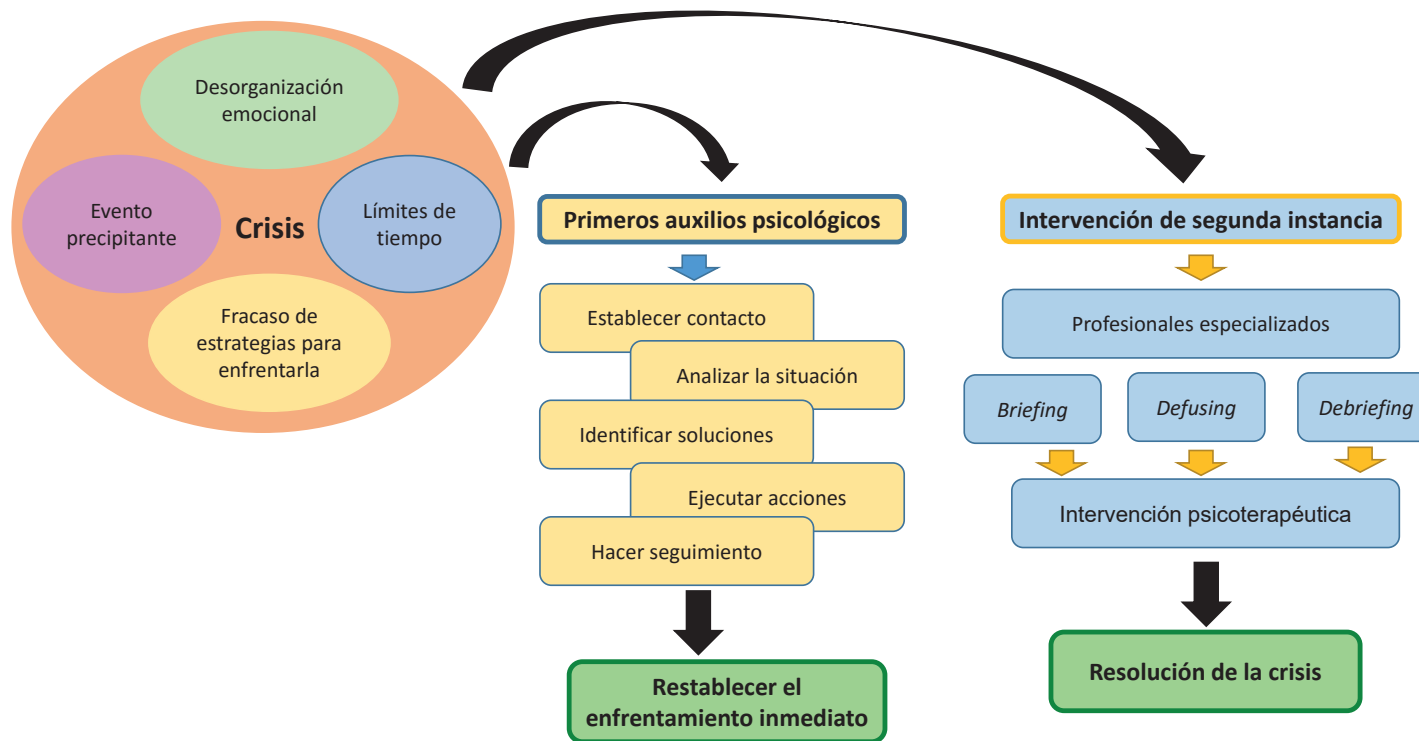 Desorganización
emocional
Evento
precipitante
Crisis
Límites de
tiempo
Fracaso de
estrategias para
enfrentarla
Primeros auxilios psicológicos
Establecer contacto
Analizar la situación
Identificar soluciones
Ejecutar acciones
Hacer seguimiento
Restablecer el
enfrentamiento inmediato
Intervención de segunda instancia
Profesionales especializados
Briefing
Defusing
Debriefing
Intervención psicoterapéutica
Resolución de la crisis